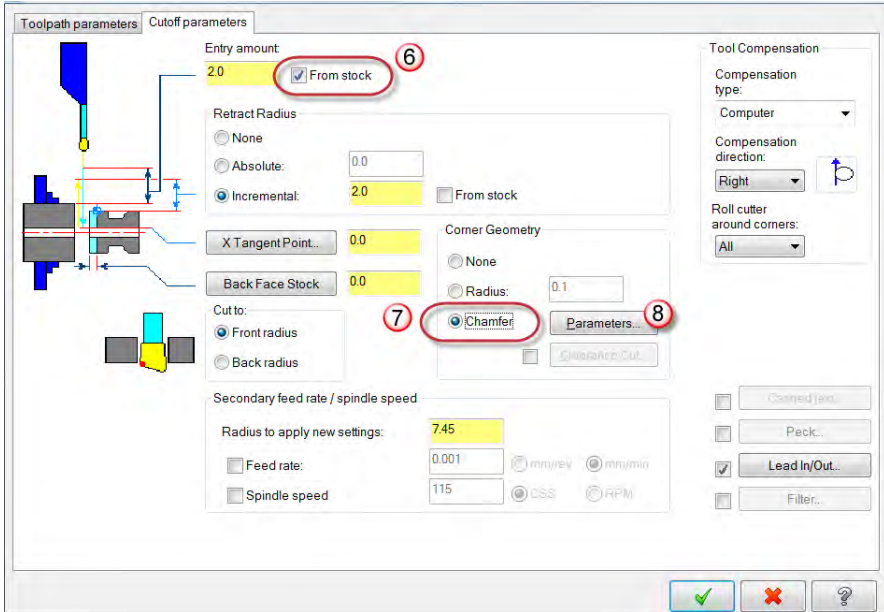 Toolpath parameters Cutoff parameters
Entry amount:
2.0 From stock 6
Retract Radius
None
Absolute: 0.0
Incremental: 2.0 From stock
X Tangent Point... 0.0
Back Face Stock 0.0
Cut to:
Front radius
Back radius
Corner Geometry
None
Radius: 0.1
7 Chamfer Parameters... 8
Clearance Cut...
Secondary feed rate / spindle speed
Radius to apply new settings: 7.45
Feed rate: 0.001 mm/rev mm/min
Spindle speed 115 CSS RPM
Tool Compensation
Compensation
type:
Computer
Compensation
direction:
Right
Roll cutter
around corners:
All
Peck...
Lead In/Out...
Filter...